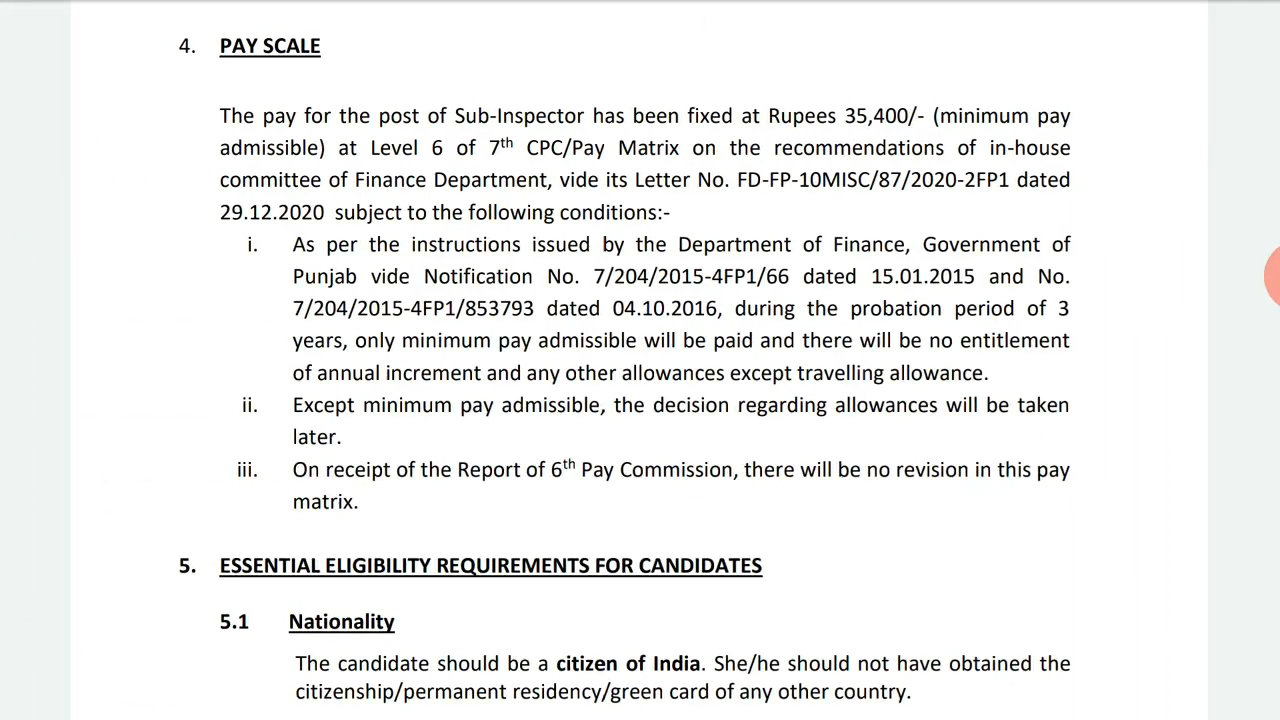 4. PAY SCALE
The pay for the post of Sub-Inspector has been fixed at Rupees 35,400/- (minimum pay
admissible) at Level 6 of 7th CPC/Pay Matrix on the recommendations of in-house
committee of Finance Department, vide its Letter No. FD-FP-10MISC/87/2020-2FP1 dated
29.12.2020 subject to the following conditions:-
i. As per the instructions issued by the Department of Finance, Government of
Punjab vide Notification No. 7/204/2015-4FP1/66 dated 15.01.2015 and No.
7/204/2015-4FP1/853793 dated 04.10.2016, during the probation period of 3
years, only minimum pay admissible will be paid and there will be no entitlement
of annual increment and any other allowances except travelling allowance.
ii. Except minimum pay admissible, the decision regarding allowances will be taken
later.
iii. On receipt of the Report of 6th Pay Commission, there will be no revision in this pay
matrix.
5. ESSENTIAL ELIGIBILITY REQUIREMENTS FOR CANDIDATES
5.1 Nationality
The candidate should be a citizen of India. She/he should not have obtained the
citizenship/permanent residency/green card of any other country.